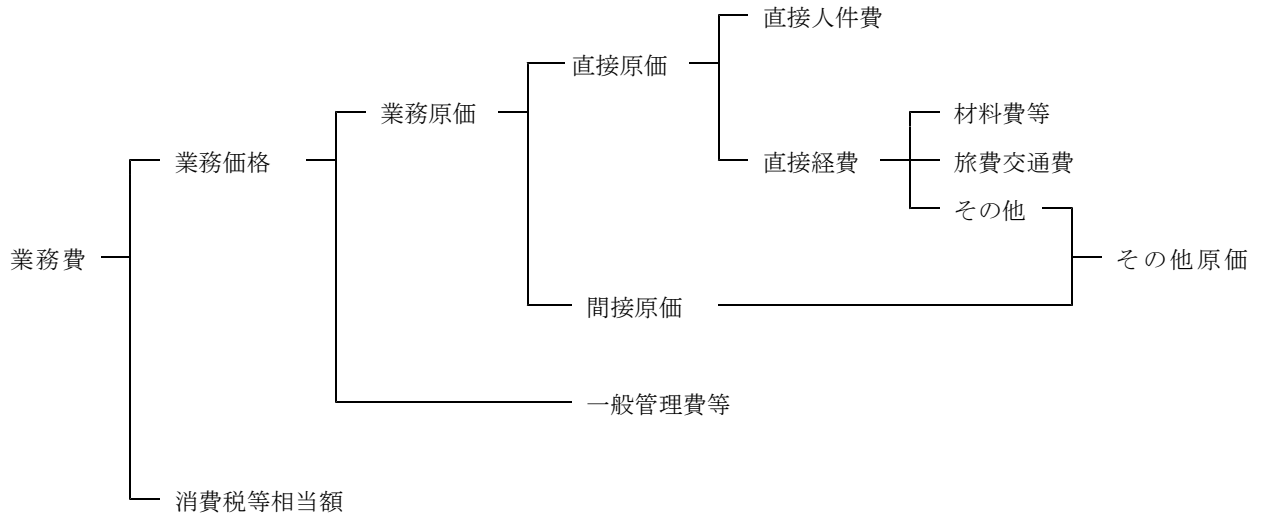 直接人件費
直接原価
業務原価
材料費等
業務価格
直接経費
旅費交通費
その他
業務費
その他原価
間接原価
一般管理費等
消費税等相当額